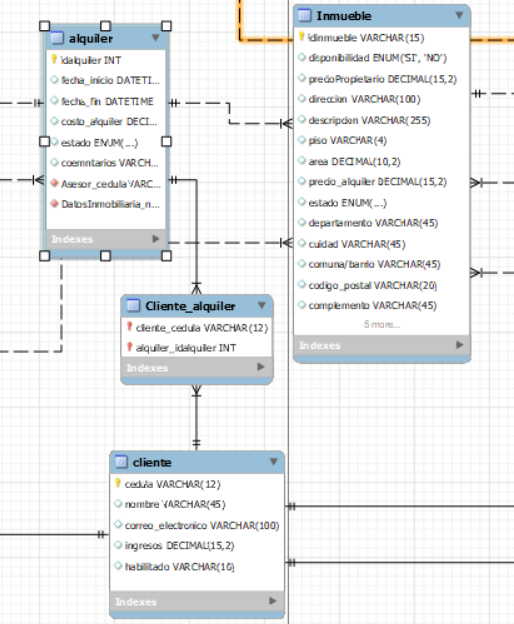 alquiler
idalquiler INT
fecha_inicio DATETI...
fecha_fin DATETIME
costo_alquiler DECI...
estado ENUM(...)
coemntarios VARCH...
Asesor_cedula VARC...
DatosInmobiliaria_n...
Indexes
Inmueble
idinmueble VARCHAR(15)
disponibilidad ENUM('SI', 'NO')
precioPropietario DECIMAL(15,2)
direccion VARCHAR(100)
descripcion VARCHAR(255)
piso VARCHAR(4)
area DECIMAL(10,2)
precio_alquiler DECIMAL(15,2)
estado ENUM(...)
departamento VARCHAR(45)
cuidad VARCHAR(45)
comuna/barrio VARCHAR(45)
codigo_postal VARCHAR(20)
complemento VARCHAR(45)
5 more...
Indexes
Cliente_alquiler
cliente_cedula VARCHAR(12)
alquiler_idalquiler INT
Indexes
cliente
cedula VARCHAR(12)
nombre VARCHAR(45)
correo_electronico VARCHAR(100)
ingresos DECIMAL(15,2)
habilitado VARCHAR(10)
Indexes